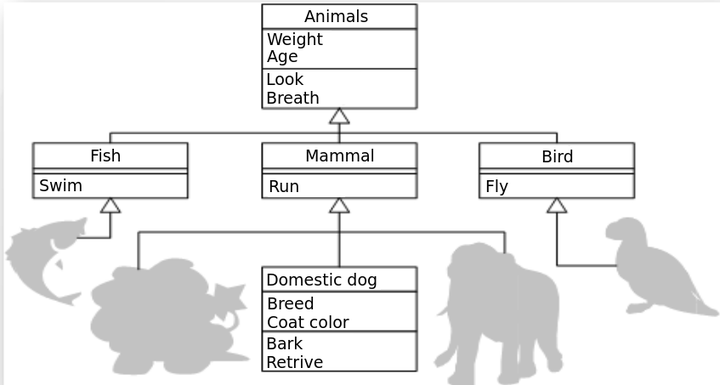 Animals
Weight
Age
Look
Breath
Fish
Swim
Mammal
Run
Bird
Fly
Domestic dog
Breed
Coat color
Bark
Retrive